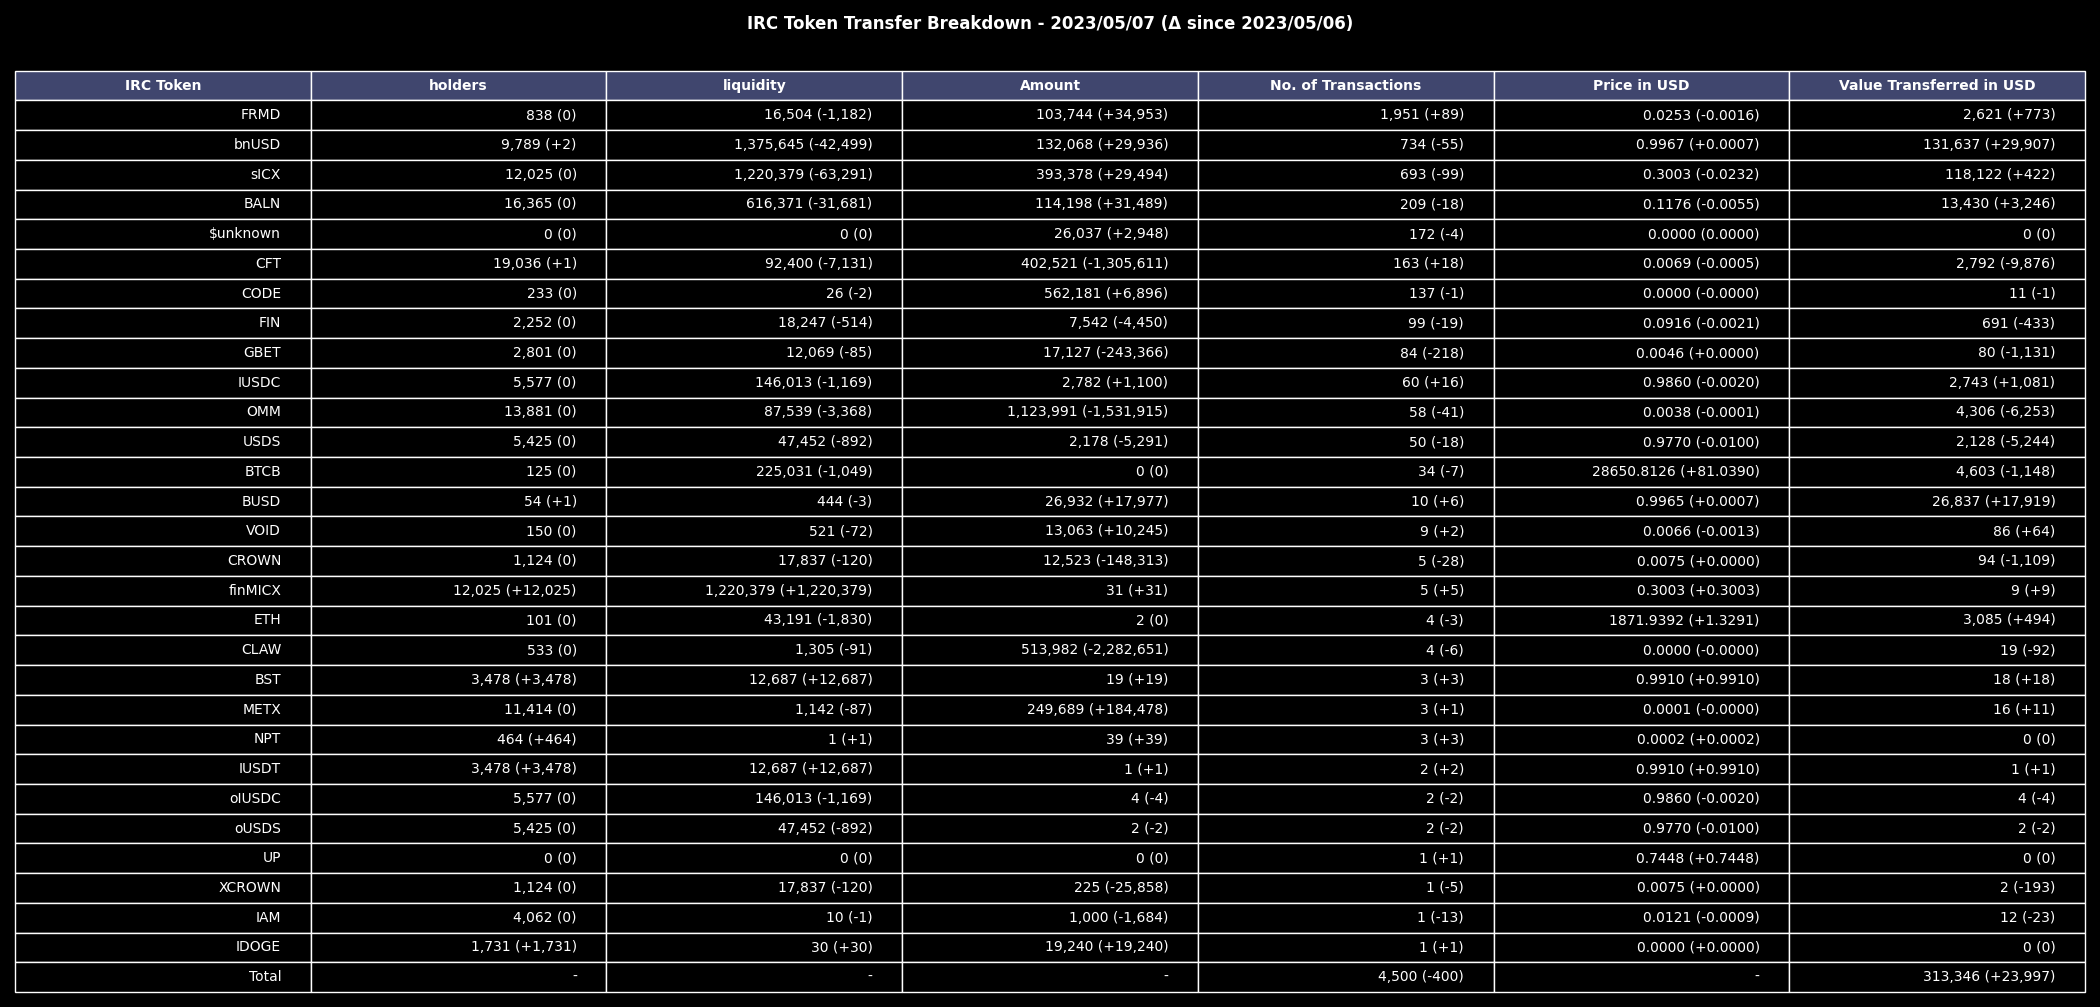 IRC Token Transfer Breakdown - 2023/05/07 (Δ since 2023/05/06)
IRC Token holders liquidity Amount No. of Transactions Price in USD Value Transferred in USD
FRMD 838 (0) 16,504 (-1,182) 103,744 (+34,953) 1,951 (+89) 0.0253 (-0.0016) 2,621 (+773)
bnUSD 9,789 (+2) 1,375,645 (-42,499) 132,068 (+29,936) 734 (-55) 0.9967 (+0.0007) 131,637 (+29,907)
sICX 12,025 (0) 1,220,379 (-63,291) 393,378 (+29,494) 693 (-99) 0.3003 (-0.0232) 118,122 (+422)
BALN 16,365 (0) 616,371 (-31,681) 114,198 (+31,489) 209 (-18) 0.1176 (-0.0055) 13,430 (+3,246)
$unknown 0 (0) 0 (0) 26,037 (+2,948) 172 (-4) 0.0000 (0.0000) 0 (0)
CFT 19,036 (+1) 92,400 (-7,131) 402,521 (-1,305,611) 163 (+18) 0.0069 (-0.0005) 2,792 (-9,876)
CODE 233 (0) 26 (-2) 562,181 (+6,896) 137 (-1) 0.0000 (-0.0000) 11 (-1)
FIN 2,252 (0) 18,247 (-514) 7,542 (-4,450) 99 (-19) 0.0916 (-0.0021) 691 (-433)
GBET 2,801 (0) 12,069 (-85) 17,127 (-243,366) 84 (-218) 0.0046 (+0.0000) 80 (-1,131)
IUSDC 5,577 (0) 146,013 (-1,169) 2,782 (+1,100) 60 (+16) 0.9860 (-0.0020) 2,743 (+1,081)
OMM 13,881 (0) 87,539 (-3,368) 1,123,991 (-1,531,915) 58 (-41) 0.0038 (-0.0001) 4,306 (-6,253)
USDS 5,425 (0) 47,452 (-892) 2,178 (-5,291) 50 (-18) 0.9770 (-0.0100) 2,128 (-5,244)
BTCB 125 (0) 225,031 (-1,049) 0 (0) 34 (-7) 28650.8126 (+81.0390) 4,603 (-1,148)
BUSD 54 (+1) 444 (-3) 26,932 (+17,977) 10 (+6) 0.9965 (+0.0007) 26,837 (+17,919)
VOID 150 (0) 521 (-72) 13,063 (+10,245) 9 (+2) 0.0066 (-0.0013) 86 (+64)
CROWN 1,124 (0) 17,837 (-120) 12,523 (-148,313) 5 (-28) 0.0075 (+0.0000) 94 (-1,109)
finMICX 12,025 (+12,025) 1,220,379 (+1,220,379) 31 (+31) 5 (+5) 0.3003 (+0.3003) 9 (+9)
ETH 101 (0) 43,191 (-1,830) 2 (0) 4 (-3) 1871.9392 (+1.3291) 3,085 (+494)
CLAW 533 (0) 1,305 (-91) 513,982 (-2,282,651) 4 (-6) 0.0000 (-0.0000) 19 (-92)
BST 3,478 (+3,478) 12,687 (+12,687) 19 (+19) 3 (+3) 0.9910 (+0.9910) 18 (+18)
METX 11,414 (0) 1,142 (-87) 249,689 (+184,478) 3 (+1) 0.0001 (-0.0000) 16 (+11)
NPT 464 (+464) 1 (+1) 39 (+39) 3 (+3) 0.0002 (+0.0002) 0 (0)
IUSDT 3,478 (+3,478) 12,687 (+12,687) 1 (+1) 2 (+2) 0.9910 (+0.9910) 1 (+1)
oIUSDC 5,577 (0) 146,013 (-1,169) 4 (-4) 2 (-2) 0.9860 (-0.0020) 4 (-4)
oUSDS 5,425 (0) 47,452 (-892) 2 (-2) 2 (-2) 0.9770 (-0.0100) 2 (-2)
UP 0 (0) 0 (0) 0 (0) 1 (+1) 0.7448 (+0.7448) 0 (0)
XCROWN 1,124 (0) 17,837 (-120) 225 (-25,858) 1 (-5) 0.0075 (+0.0000) 2 (-193)
IAM 4,062 (0) 10 (-1) 1,000 (-1,684) 1 (-13) 0.0121 (-0.0009) 12 (-23)
IDOGE 1,731 (+1,731) 30 (+30) 19,240 (+19,240) 1 (+1) 0.0000 (+0.0000) 0 (0)
Total - - - 4,500 (-400) - 313,346 (+23,997)